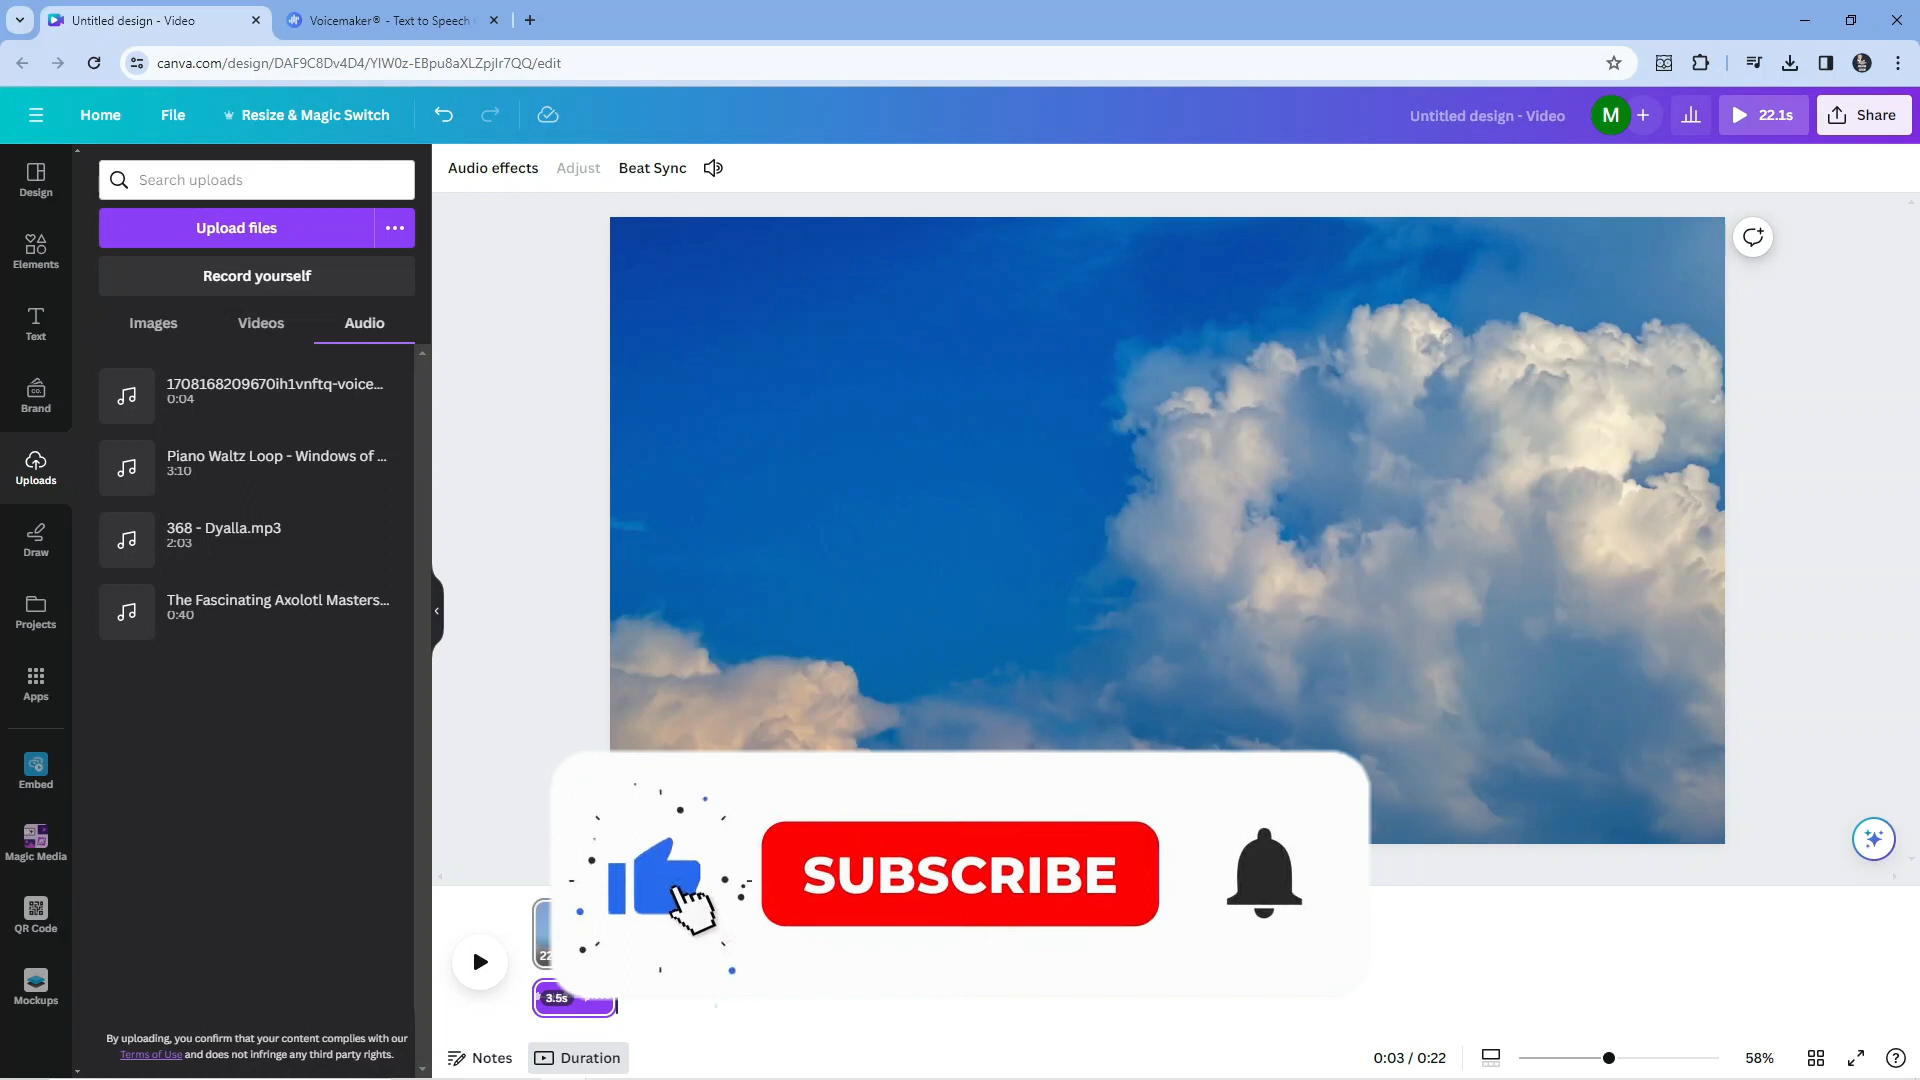 Untitled design - Video
Voicemaker® - Text to Speech
canva.com/design/DAF9C8Dv4D4/YlW0z-EBpu8aXLZpjlr7QQ/edit
Home
File
Resize & Magic Switch
Untitled design - Video
M
22.1s
Share
Design
Elements
Text
Brand
Uploads
Draw
Projects
Apps
Embed
Magic Media
QR Code
Mockups
Search uploads
Upload files
Record yourself
Images
Videos
Audio
1708168209670ih1vnftq-voice...
0:04
Piano Waltz Loop - Windows of ...
3:10
368 - Dyalla.mp3
2:03
The Fascinating Axolotl Masters...
0:40
By uploading, you confirm that your content complies with our
Terms of Use and does not infringe any third party rights.
Audio effects
Adjust
Beat Sync
SUBSCRIBE
3.5s
Notes
Duration
0:03 / 0:22
58%